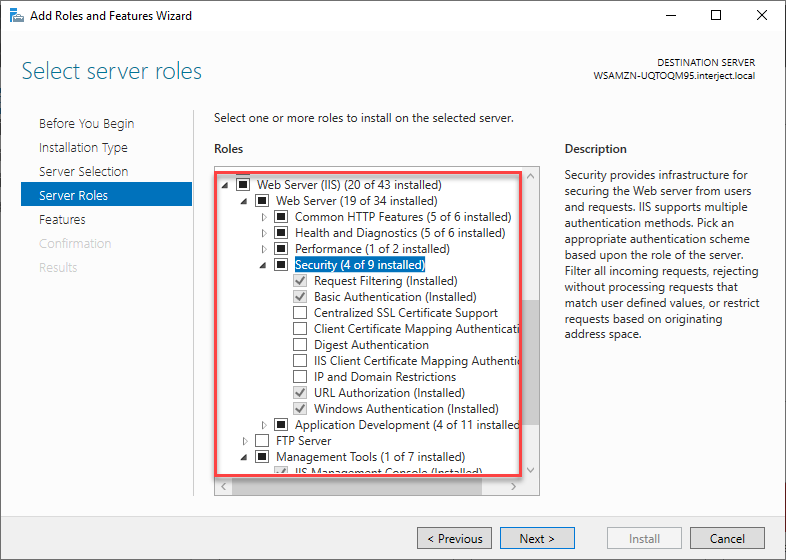 Add Roles and Features Wizard
Select server roles
DESTINATION SERVER
WSAMZN-UQTOQM95.interject.local
Before You Begin
Installation Type
Server Selection
Server Roles
Features
Confirmation
Results
Select one or more roles to install on the selected server.
Roles
Web Server (IIS) (20 of 43 installed)
Web Server (19 of 34 installed)
Common HTTP Features (5 of 6 installed)
Health and Diagnostics (5 of 6 installed)
Performance (1 of 2 installed)
Security (4 of 9 installed)
Request Filtering (Installed)
Basic Authentication (Installed)
Centralized SSL Certificate Support
Client Certificate Mapping Authenticati
Digest Authentication
IIS Client Certificate Mapping Authentic
IP and Domain Restrictions
URL Authorization (Installed)
Windows Authentication (Installed)
Application Development (4 of 11 installed
FTP Server
Management Tools (1 of 7 installed)
IIS Management Console (Installed)
Description
Security provides infrastructure for
securing the Web server from users
and requests. IIS supports multiple
authentication methods. Pick an
appropriate authentication scheme
based upon the role of the server.
Filter all incoming requests, rejecting
without processing requests that
match user defined values, or restrict
requests based on originating
address space.
< Previous
Next >
Install
Cancel